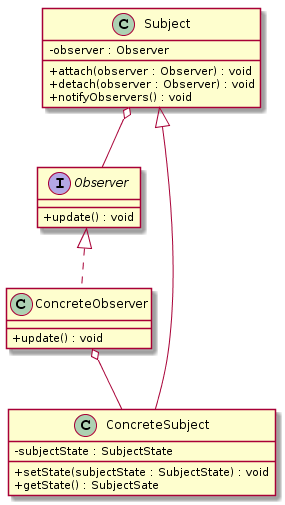 C Subject
-observer : Observer
+attach(observer : Observer) : void
+detach(observer : Observer) : void
+notifyObservers() : void
I Observer
+update() : void
C ConcreteObserver
+update() : void
C ConcreteSubject
-subjectState : SubjectState
+setState(subjectState : SubjectState) : void
+getState() : SubjectSate